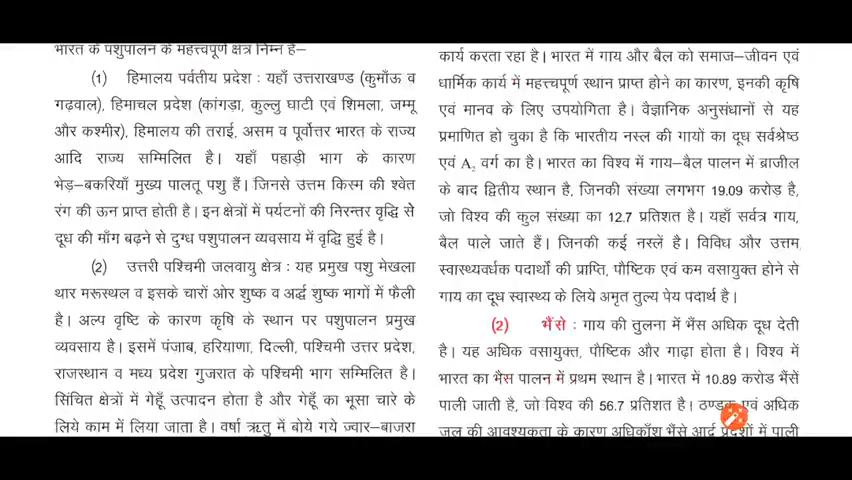 भारत के पशुपालन के महत्त्वपूर्ण क्षेत्र निम्न है–
(1) हिमालय पर्वतीय प्रदेश : यहाँ उत्तराखण्ड (कुमाँऊ व
गढ़वाल), हिमाचल प्रदेश (कांगड़ा, कुल्लु घाटी एवं शिमला, जम्मू
और कश्मीर), हिमालय की तराई, असम व पूर्वोत्तर भारत के राज्य
आदि राज्य सम्मिलित है। यहाँ पहाड़ी भाग के कारण
भेड़–बकरियाँ मुख्य पालतू पशु हैं। जिनसे उत्तम किस्म की श्वेत
रंग की ऊन प्राप्त होती है। इन क्षेत्रों में पर्यटनों की निरन्तर वृद्धि से
दूध की माँग बढ़ने से दुग्ध पशुपालन व्यवसाय में वृद्धि हुई है।
(2) उत्तरी पश्चिमी जलवायु क्षेत्र : यह प्रमुख पशु मेखला
थार मरूस्थल व इसके चारों ओर शुष्क व अर्द्ध शुष्क भागों में फैली
है। अल्प वृष्टि के कारण कृषि के स्थान पर पशुपालन प्रमुख
व्यवसाय है। इसमें पंजाब, हरियाणा, दिल्ली, पश्चिमी उत्तर प्रदेश,
राजस्थान व मध्य प्रदेश गुजरात के पश्चिमी भाग सम्मिलित है।
सिंचित क्षेत्रों में गेहूँ उत्पादन होता है और गेहूँ का भूसा चारे के
लिये काम में लिया जाता है। वर्षा ऋतु में बोये गये ज्वार–बाजरा
कार्य करता रहा है। भारत में गाय और बैल को समाज–जीवन एवं
धार्मिक कार्य में महत्त्वपूर्ण स्थान प्राप्त होने का कारण, इनकी कृषि
एवं मानव के लिए उपयोगिता है। वैज्ञानिक अनुसंधानों से यह
प्रमाणित हो चुका है कि भारतीय नस्ल की गायों का दूध सर्वश्रेष्ठ
एवं A₂ वर्ग का है। भारत का विश्व में गाय–बैल पालन में ब्राजील
के बाद द्वितीय स्थान है, जिनकी संख्या लगभग 19.09 करोड़ है,
जो विश्व की कुल संख्या का 12.7 प्रतिशत है। यहाँ सर्वत्र गाय,
बैल पाले जाते हैं। जिनकी कई नस्लें है। विविध और उत्तम,
स्वास्थ्यवर्धक पदार्थों की प्राप्ति, पौष्टिक एवं कम वसायुक्त होने से
गाय का दूध स्वास्थ्य के लिये अमृत तुल्य पेय पदार्थ है।
(2) भैंसे : गाय की तुलना में भैंस अधिक दूध देती
है। यह अधिक वसायुक्त, पौष्टिक और गाढ़ा होता है। विश्व में
भारत का भैंस पालन में प्रथम स्थान है। भारत में 10.89 करोड भैंसें
पाली जाती है, जो विश्व की 56.7 प्रतिशत है। ठण्डक एवं अधिक
जल की आवश्यकता के कारण अधिकाँश भैंसे आर्द्र प्रदेशों में पाली